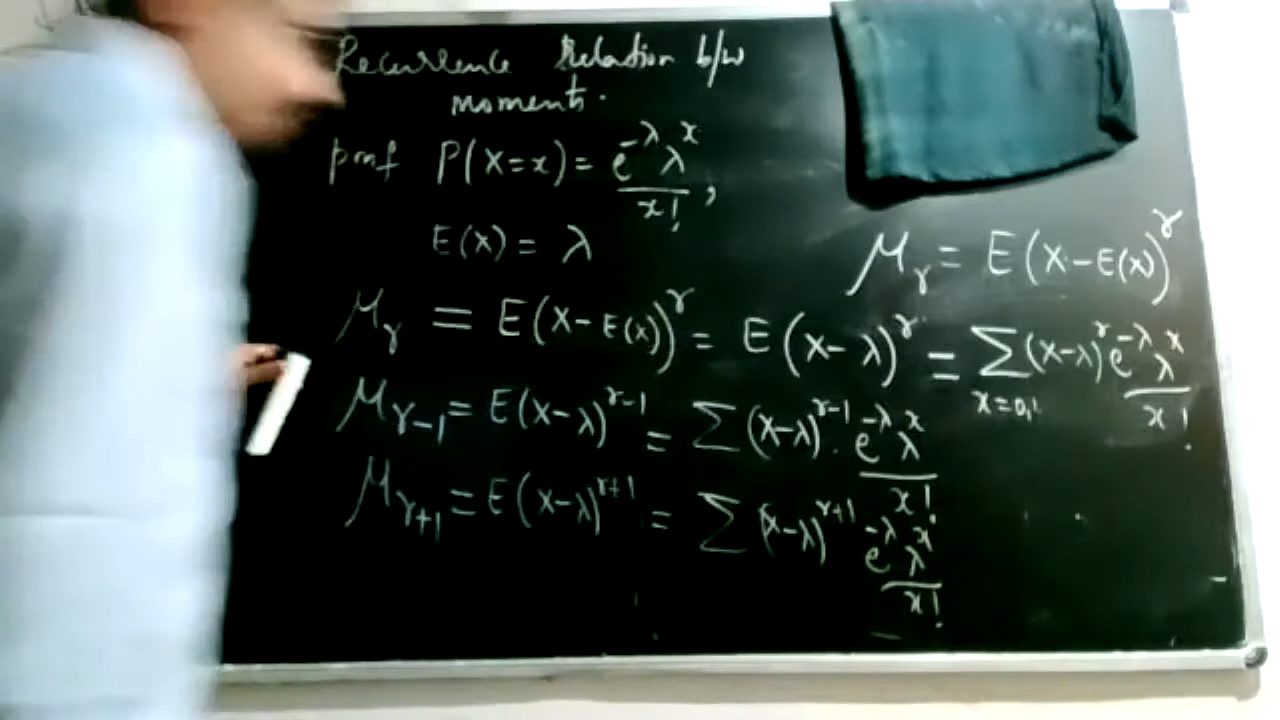 Recurrence Relation b/w
moments.
pmf P(X=x) = e^{-λ} λ^x / x! ,
E(X) = λ
μ_r = E(X-E(X))^r
μ_r = E(X-E(X))^r = E(X-λ)^r = Σ_{x=0,1} (x-λ)^r e^{-λ} λ^x / x!
μ_{r-1} = E(X-λ)^{r-1} = Σ (x-λ)^{r-1} . e^{-λ} λ^x / x!
μ_{r+1} = E(X-λ)^{r+1} = Σ (x-λ)^{r+1} e^{-λ} λ^x / x!